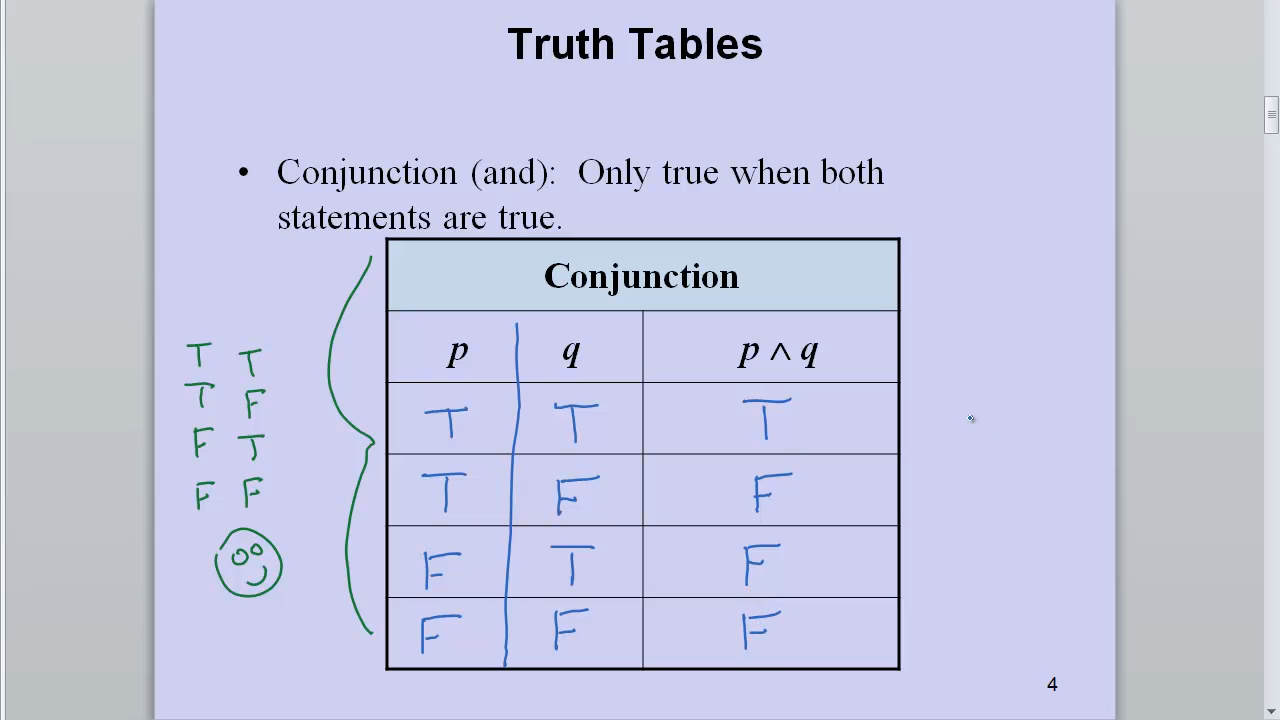 Truth Tables
• Conjunction (and): Only true when both
statements are true.
Conjunction
p q p ∧ q
T T T
T F F
F T F
F F F
T T
T F
F T
F F
4